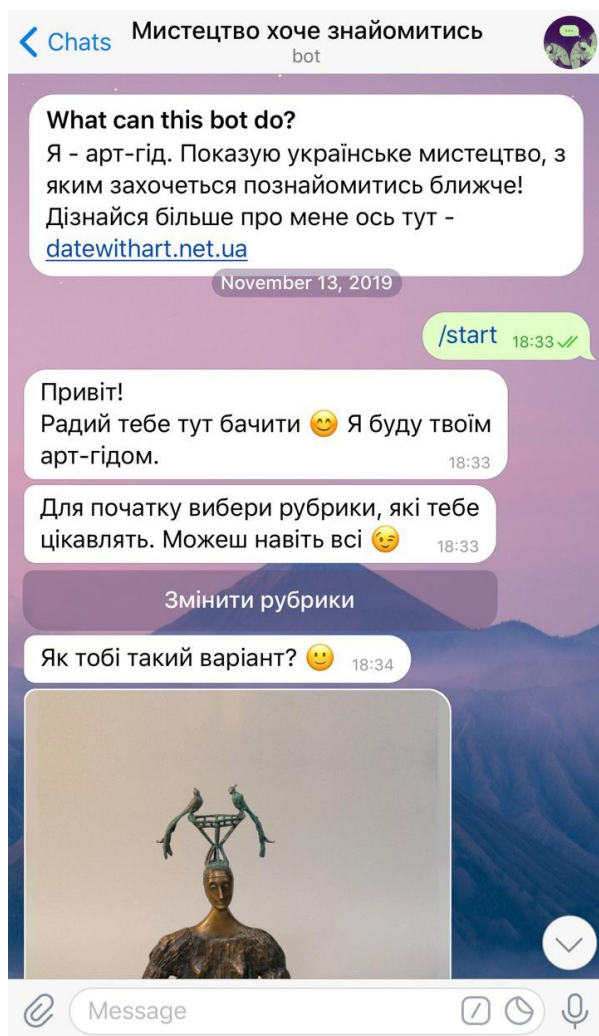 Chats
Мистецтво хоче знайомитись
bot
What can this bot do?
Я - арт-гід. Показую українське мистецтво, з
яким захочеться познайомитись ближче!
Дізнайся більше про мене ось тут -
datewithart.net.ua
November 13, 2019
/start 18:33
Привіт!
Радий тебе тут бачити 😊 Я буду твоїм
арт-гідом. 18:33
Для початку вибери рубрики, які тебе
цікавлять. Можеш навіть всі 😉 18:33
Змінити рубрики
Як тобі такий варіант? 🙂 18:34
Message